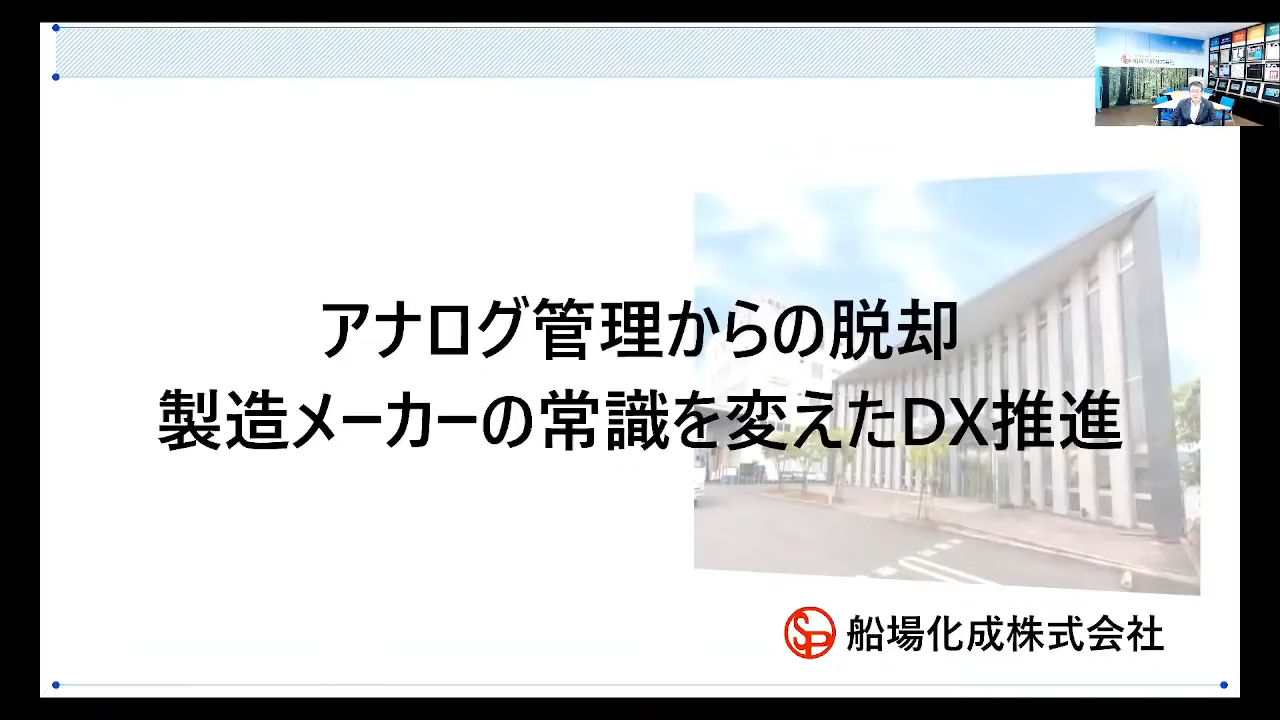 アナログ管理からの脱却
製造メーカーの常識を変えたDX推進
SP 船場化成株式会社